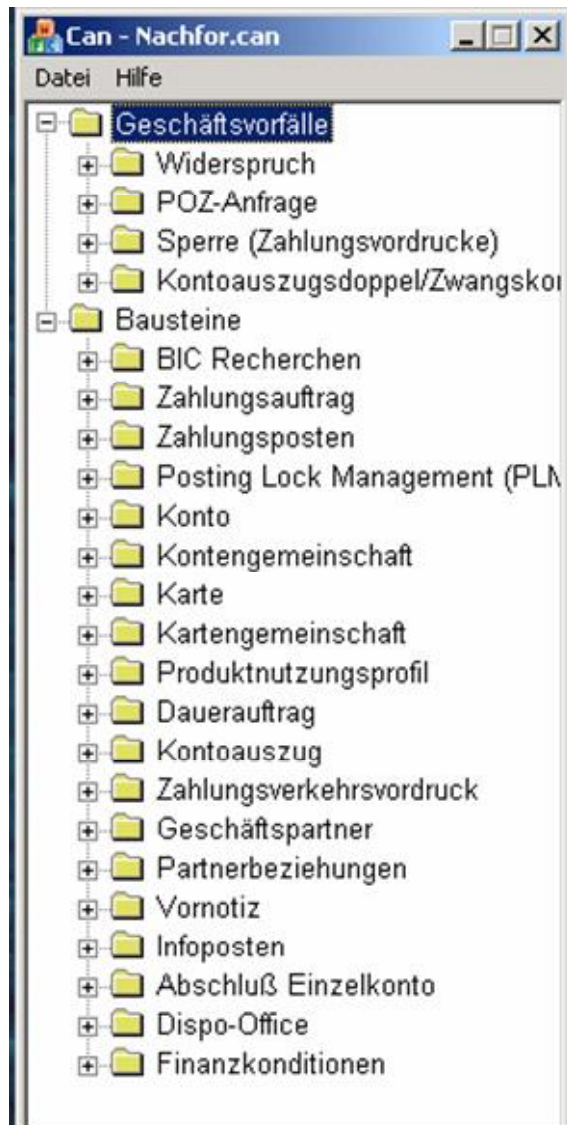 Can - Nachfor.can
Datei Hilfe
Geschäftsvorfälle
Widerspruch
POZ-Anfrage
Sperre (Zahlungsvordrucke)
Kontoauszugsdoppel/Zwangskor
Bausteine
BIC Recherchen
Zahlungsauftrag
Zahlungsposten
Posting Lock Management (PLM
Konto
Kontengemeinschaft
Karte
Kartengemeinschaft
Produktnutzungsprofil
Dauerauftrag
Kontoauszug
Zahlungsverkehrsvordruck
Geschäftspartner
Partnerbeziehungen
Vornotiz
Infoposten
Abschluß Einzelkonto
Dispo-Office
Finanzkonditionen